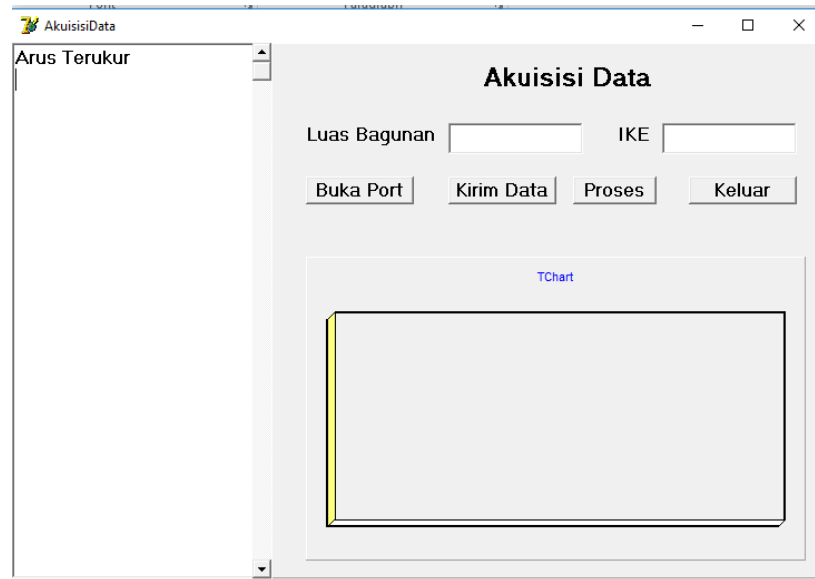 AkuisisiData
Arus Terukur
Akuisisi Data
Luas Bagunan IKE
Buka Port Kirim Data Proses Keluar
TChart